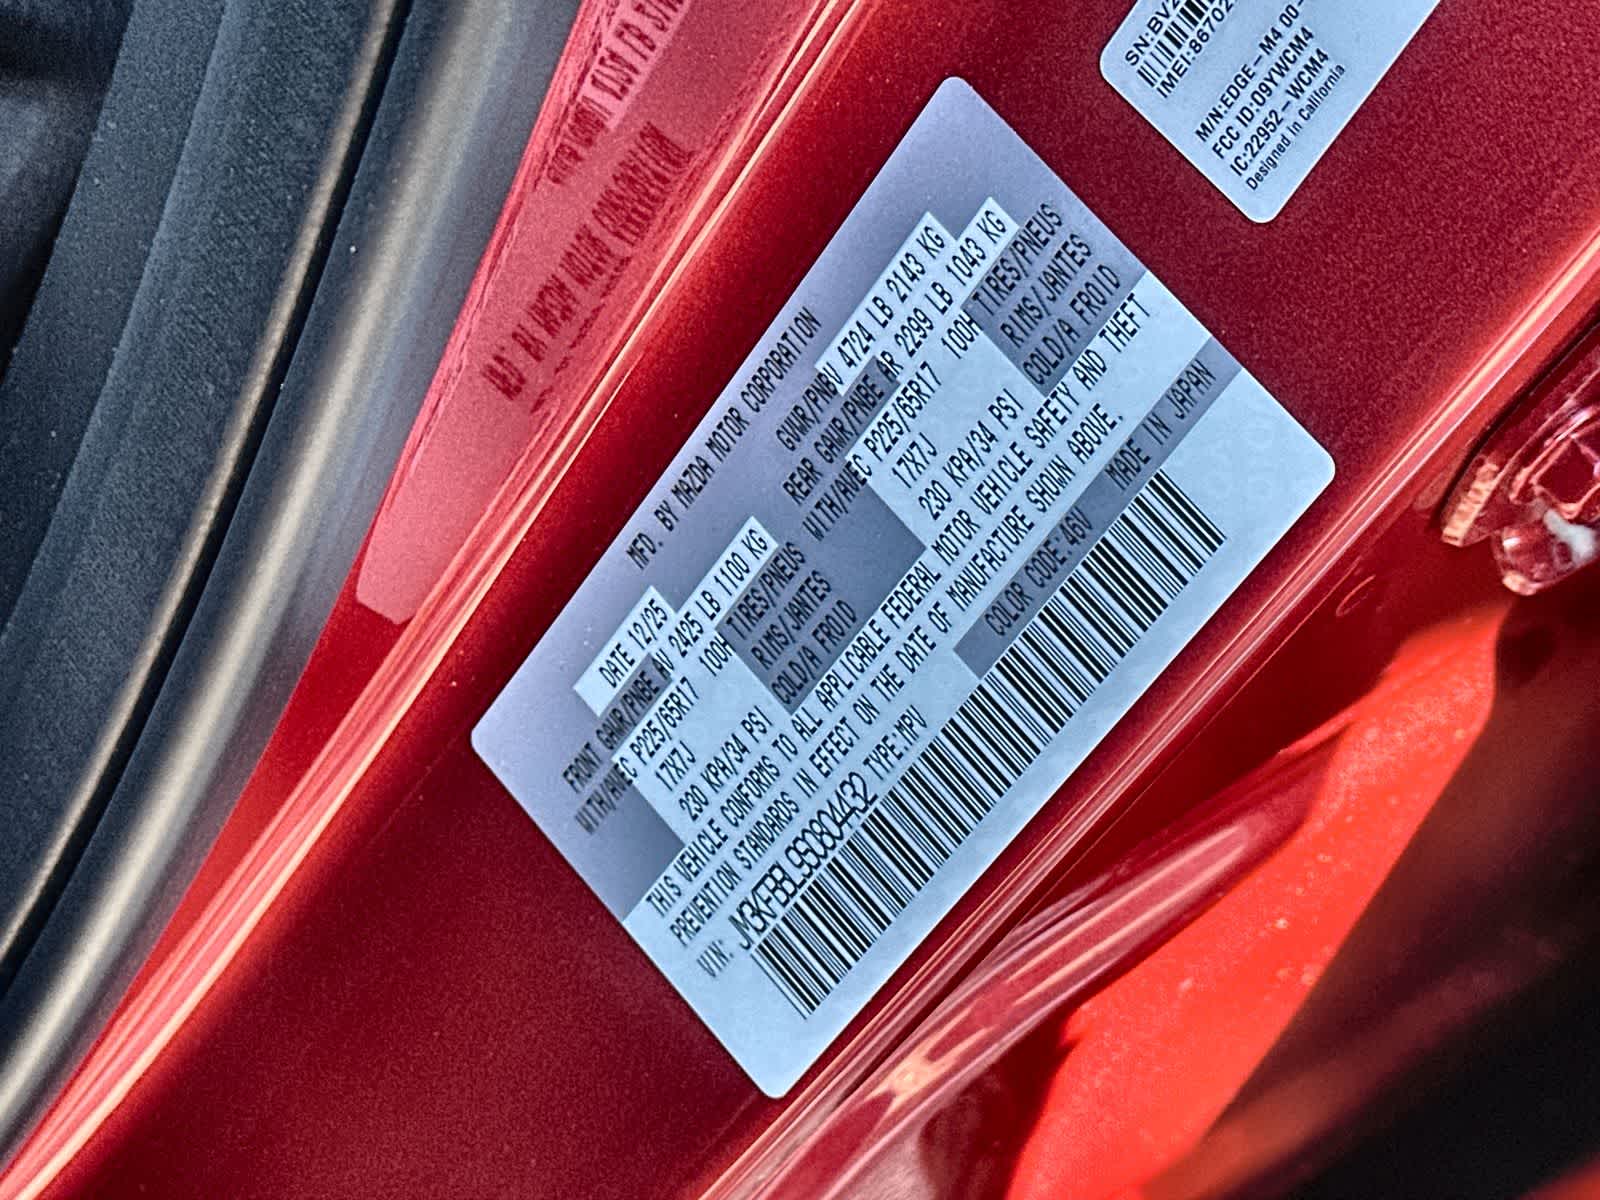 SN:BV2
IMEI:86702
M/N:EDGE-M4 00-
FCC ID:O9YWCM4
IC:22952-WCM4
Designed in California
MFD. BY MAZDA MOTOR CORPORATION
DATE 12/25 GVWR/PNBV 4724 LB 2143 KG
FRONT GAWR/PNBE AV 2425 LB 1100 KG REAR GAWR/PNBE AR 2299 LB 1043 KG
WITH/AVEC P225/65R17 100H TIRES/PNEUS WITH/AVEC P225/65R17 100H TIRES/PNEUS
17X7J RIMS/JANTES 17X7J RIMS/JANTES
230 KPA/34 PSI COLD/A FROID 230 KPA/34 PSI COLD/A FROID
THIS VEHICLE CONFORMS TO ALL APPLICABLE FEDERAL MOTOR VEHICLE SAFETY AND THEFT
PREVENTION STANDARDS IN EFFECT ON THE DATE OF MANUFACTURE SHOWN ABOVE.
VIN: TYPE:MPV COLOR CODE:46V MADE IN JAPAN